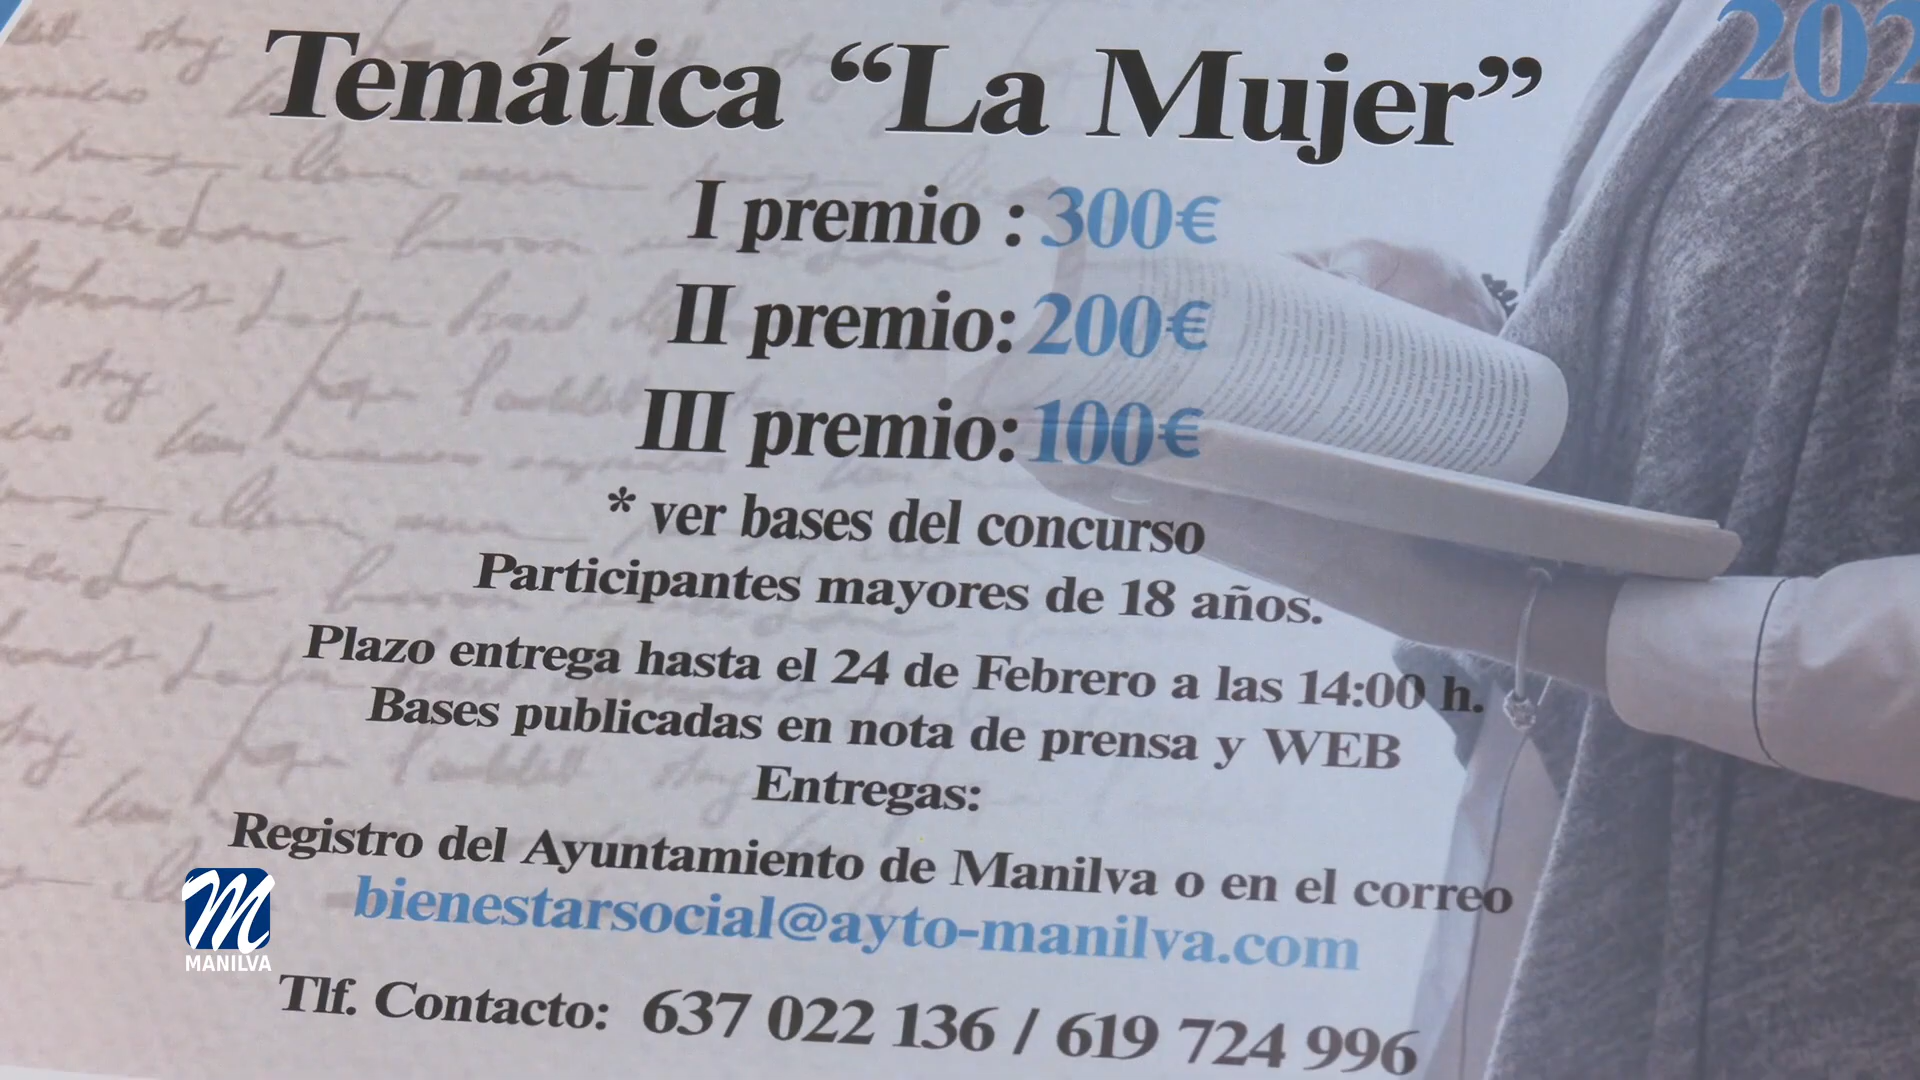 202
Temática “La Mujer”
I premio : 300€
II premio: 200€
III premio: 100€
* ver bases del concurso
Participantes mayores de 18 años.
Plazo entrega hasta el 24 de Febrero a las 14:00 h.
Bases publicadas en nota de prensa y WEB
Entregas:
Registro del Ayuntamiento de Manilva o en el correo
bienestarsocial@ayto-manilva.com
Tlf. Contacto: 637 022 136 / 619 724 996
M
MANILVA